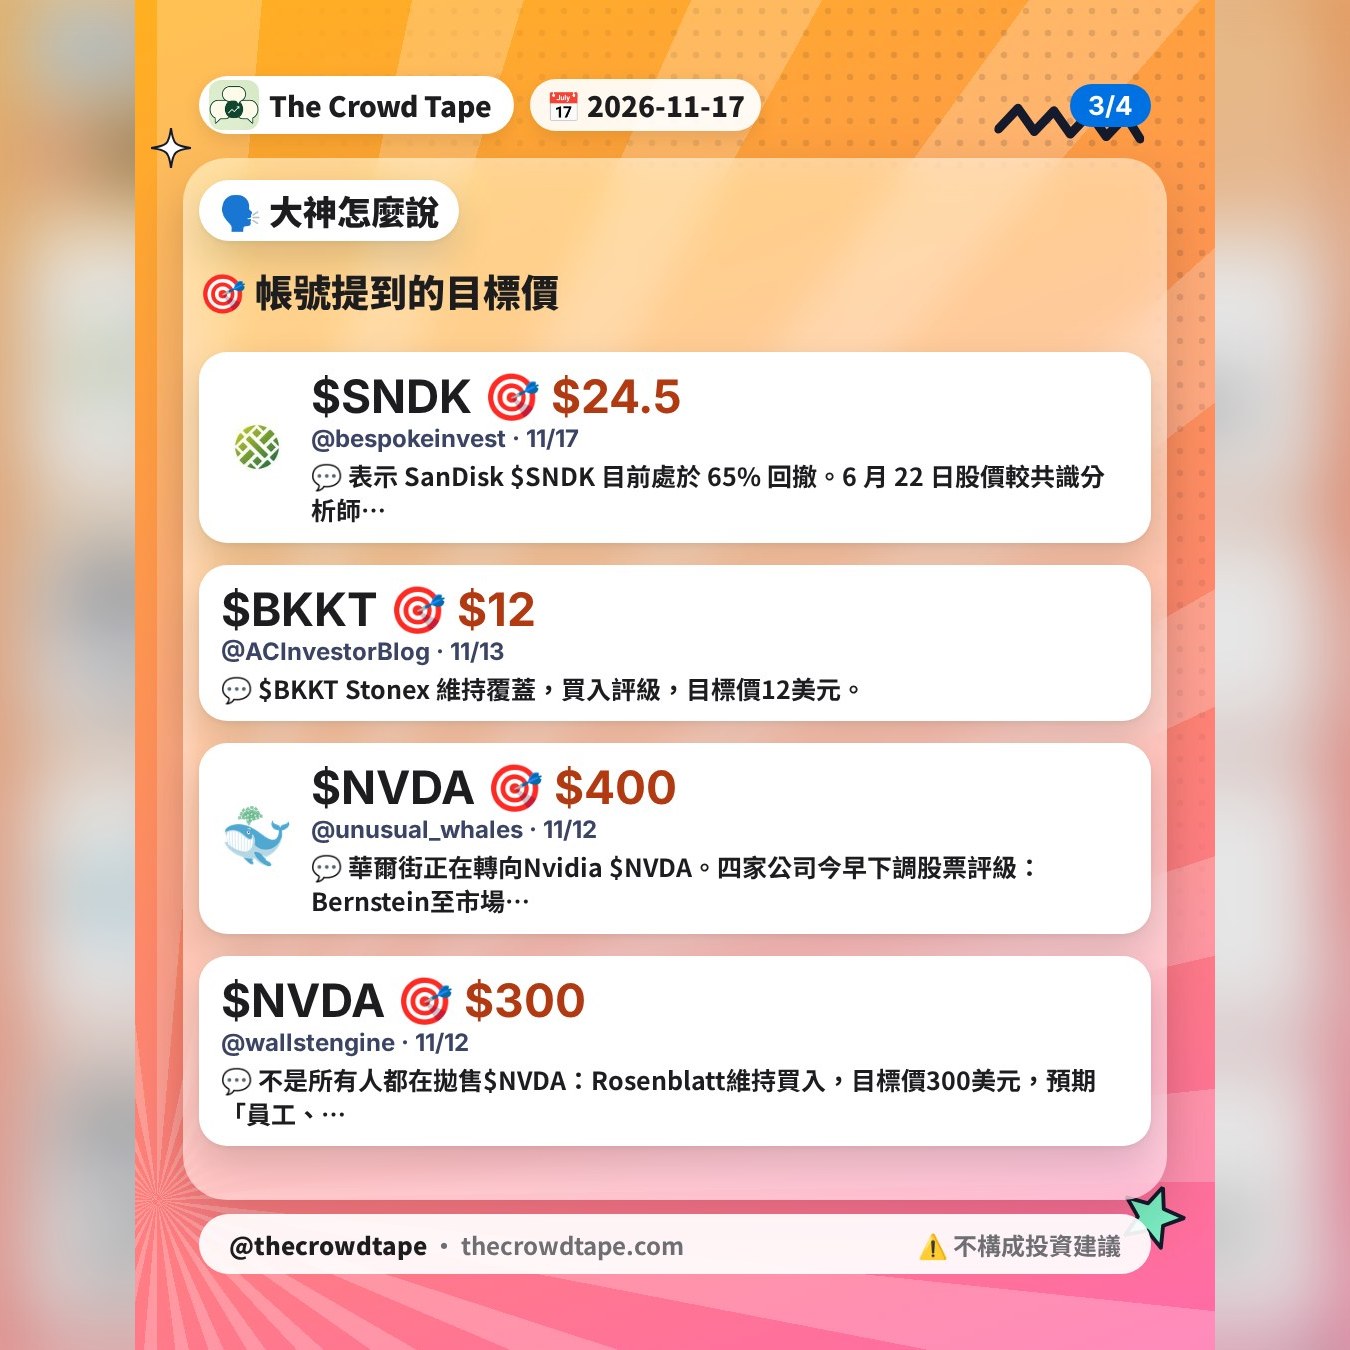 The Crowd Tape
2026-11-17
3/4
大神怎麼說
帳號提到的目標價
$SNDK 🎯 $24.5
@bespokeinvest · 11/17
💬 表示 SanDisk $SNDK 目前處於 65% 回撤。6 月 22 日股價較共識分
析師…
$BKKT 🎯 $12
@ACInvestorBlog · 11/13
💬 $BKKT Stonex 維持覆蓋，買入評級，目標價12美元。
$NVDA 🎯 $400
@unusual_whales · 11/12
💬 華爾街正在轉向Nvidia $NVDA。四家公司今早下調股票評級：
Bernstein至市場…
$NVDA 🎯 $300
@wallstengine · 11/12
💬 不是所有人都在拋售$NVDA：Rosenblatt維持買入，目標價300美元，預期
「員工、…
@thecrowdtape • thecrowdtape.com
⚠️ 不構成投資建議